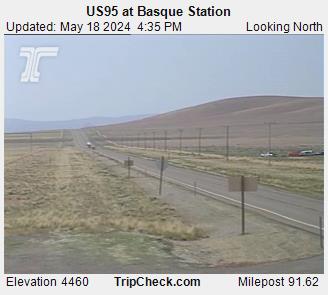 US95 at Basque Station
Updated: May 18 2024 4:35 PM Looking North
Elevation 4460 TripCheck.com Milepost 91.62